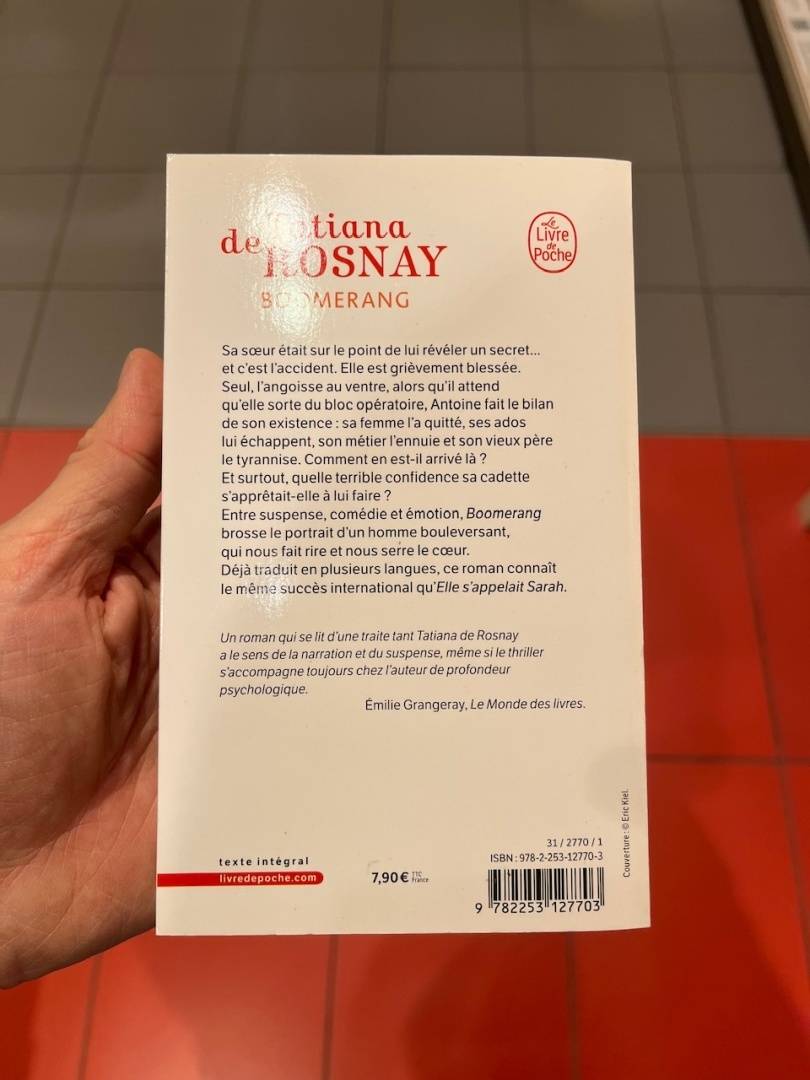 Tatiana
de ROSNAY
BOOMERANG
Le
Livre
de
Poche
Sa sœur était sur le point de lui révéler un secret...
et c'est l'accident. Elle est grièvement blessée.
Seul, l'angoisse au ventre, alors qu'il attend
qu'elle sorte du bloc opératoire, Antoine fait le bilan
de son existence : sa femme l'a quitté, ses ados
lui échappent, son métier l'ennuie et son vieux père
le tyrannise. Comment en est-il arrivé là ?
Et surtout, quelle terrible confidence sa cadette
s'apprêtait-elle à lui faire ?
Entre suspense, comédie et émotion, Boomerang
brosse le portrait d'un homme bouleversant,
qui nous fait rire et nous serre le cœur.
Déjà traduit en plusieurs langues, ce roman connaît
le même succès international qu'Elle s'appelait Sarah.
Un roman qui se lit d'une traite tant Tatiana de Rosnay
a le sens de la narration et du suspense, même si le thriller
s'accompagne toujours chez l'auteur de profondeur
psychologique.
Émilie Grangeray, Le Monde des livres.
Couverture : © Eric Kiel.
texte intégral
livredepoche.com
7,90 € TTC
France
31 / 2770 / 1
ISBN : 978-2-253-12770-3
9 782253 127703